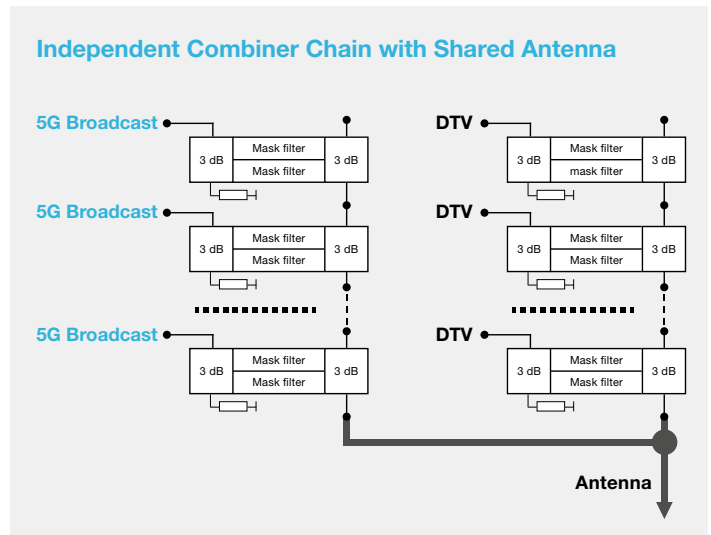 Independent Combiner Chain with Shared Antenna
5G Broadcast
3 dB
Mask filter
Mask filter
3 dB
DTV
3 dB
Mask filter
mask filter
3 dB
5G Broadcast
3 dB
Mask filter
Mask filter
3 dB
DTV
3 dB
Mask filter
Mask filter
3 dB
5G Broadcast
3 dB
Mask filter
Mask filter
3 dB
DTV
3 dB
Mask filter
Mask filter
3 dB
Antenna